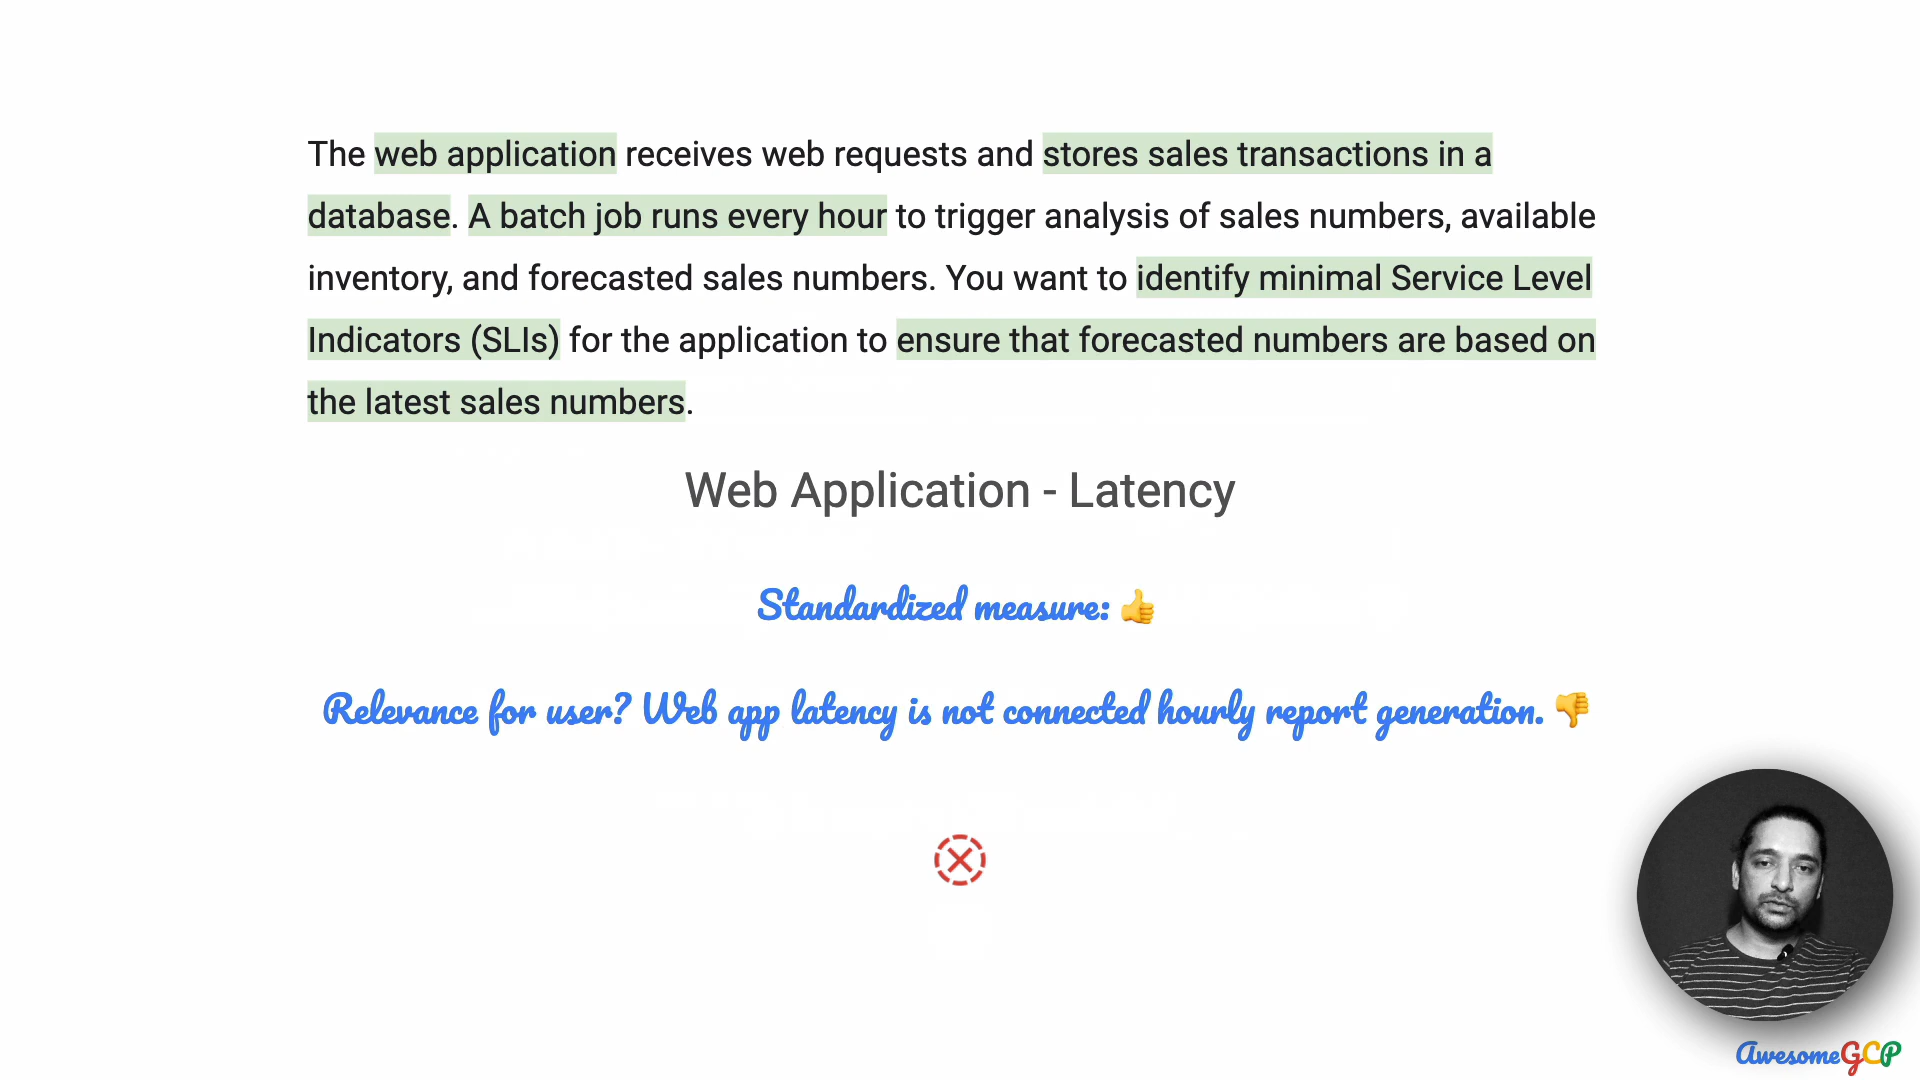 The web application receives web requests and stores sales transactions in a
database. A batch job runs every hour to trigger analysis of sales numbers, available
inventory, and forecasted sales numbers. You want to identify minimal Service Level
Indicators (SLIs) for the application to ensure that forecasted numbers are based on
the latest sales numbers.
Web Application - Latency
Standardized measure: 👍
Relevance for user? Web app latency is not connected hourly report generation. 👎
AwesomeGCP